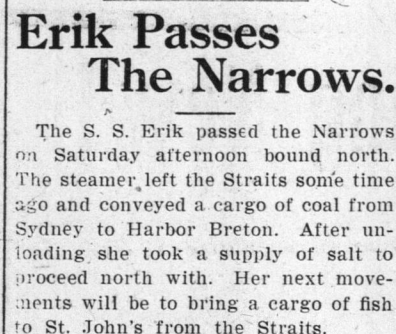 Erik Passes
The Narrows.
The S. S. Erik passed the Narrows
on Saturday afternoon bound north.
The steamer left the Straits some time
ago and conveyed a cargo of coal from
Sydney to Harbor Breton. After un-
loading she took a supply of salt to
proceed north with. Her next move-
ments will be to bring a cargo of fish
to St. John's from the Straits.